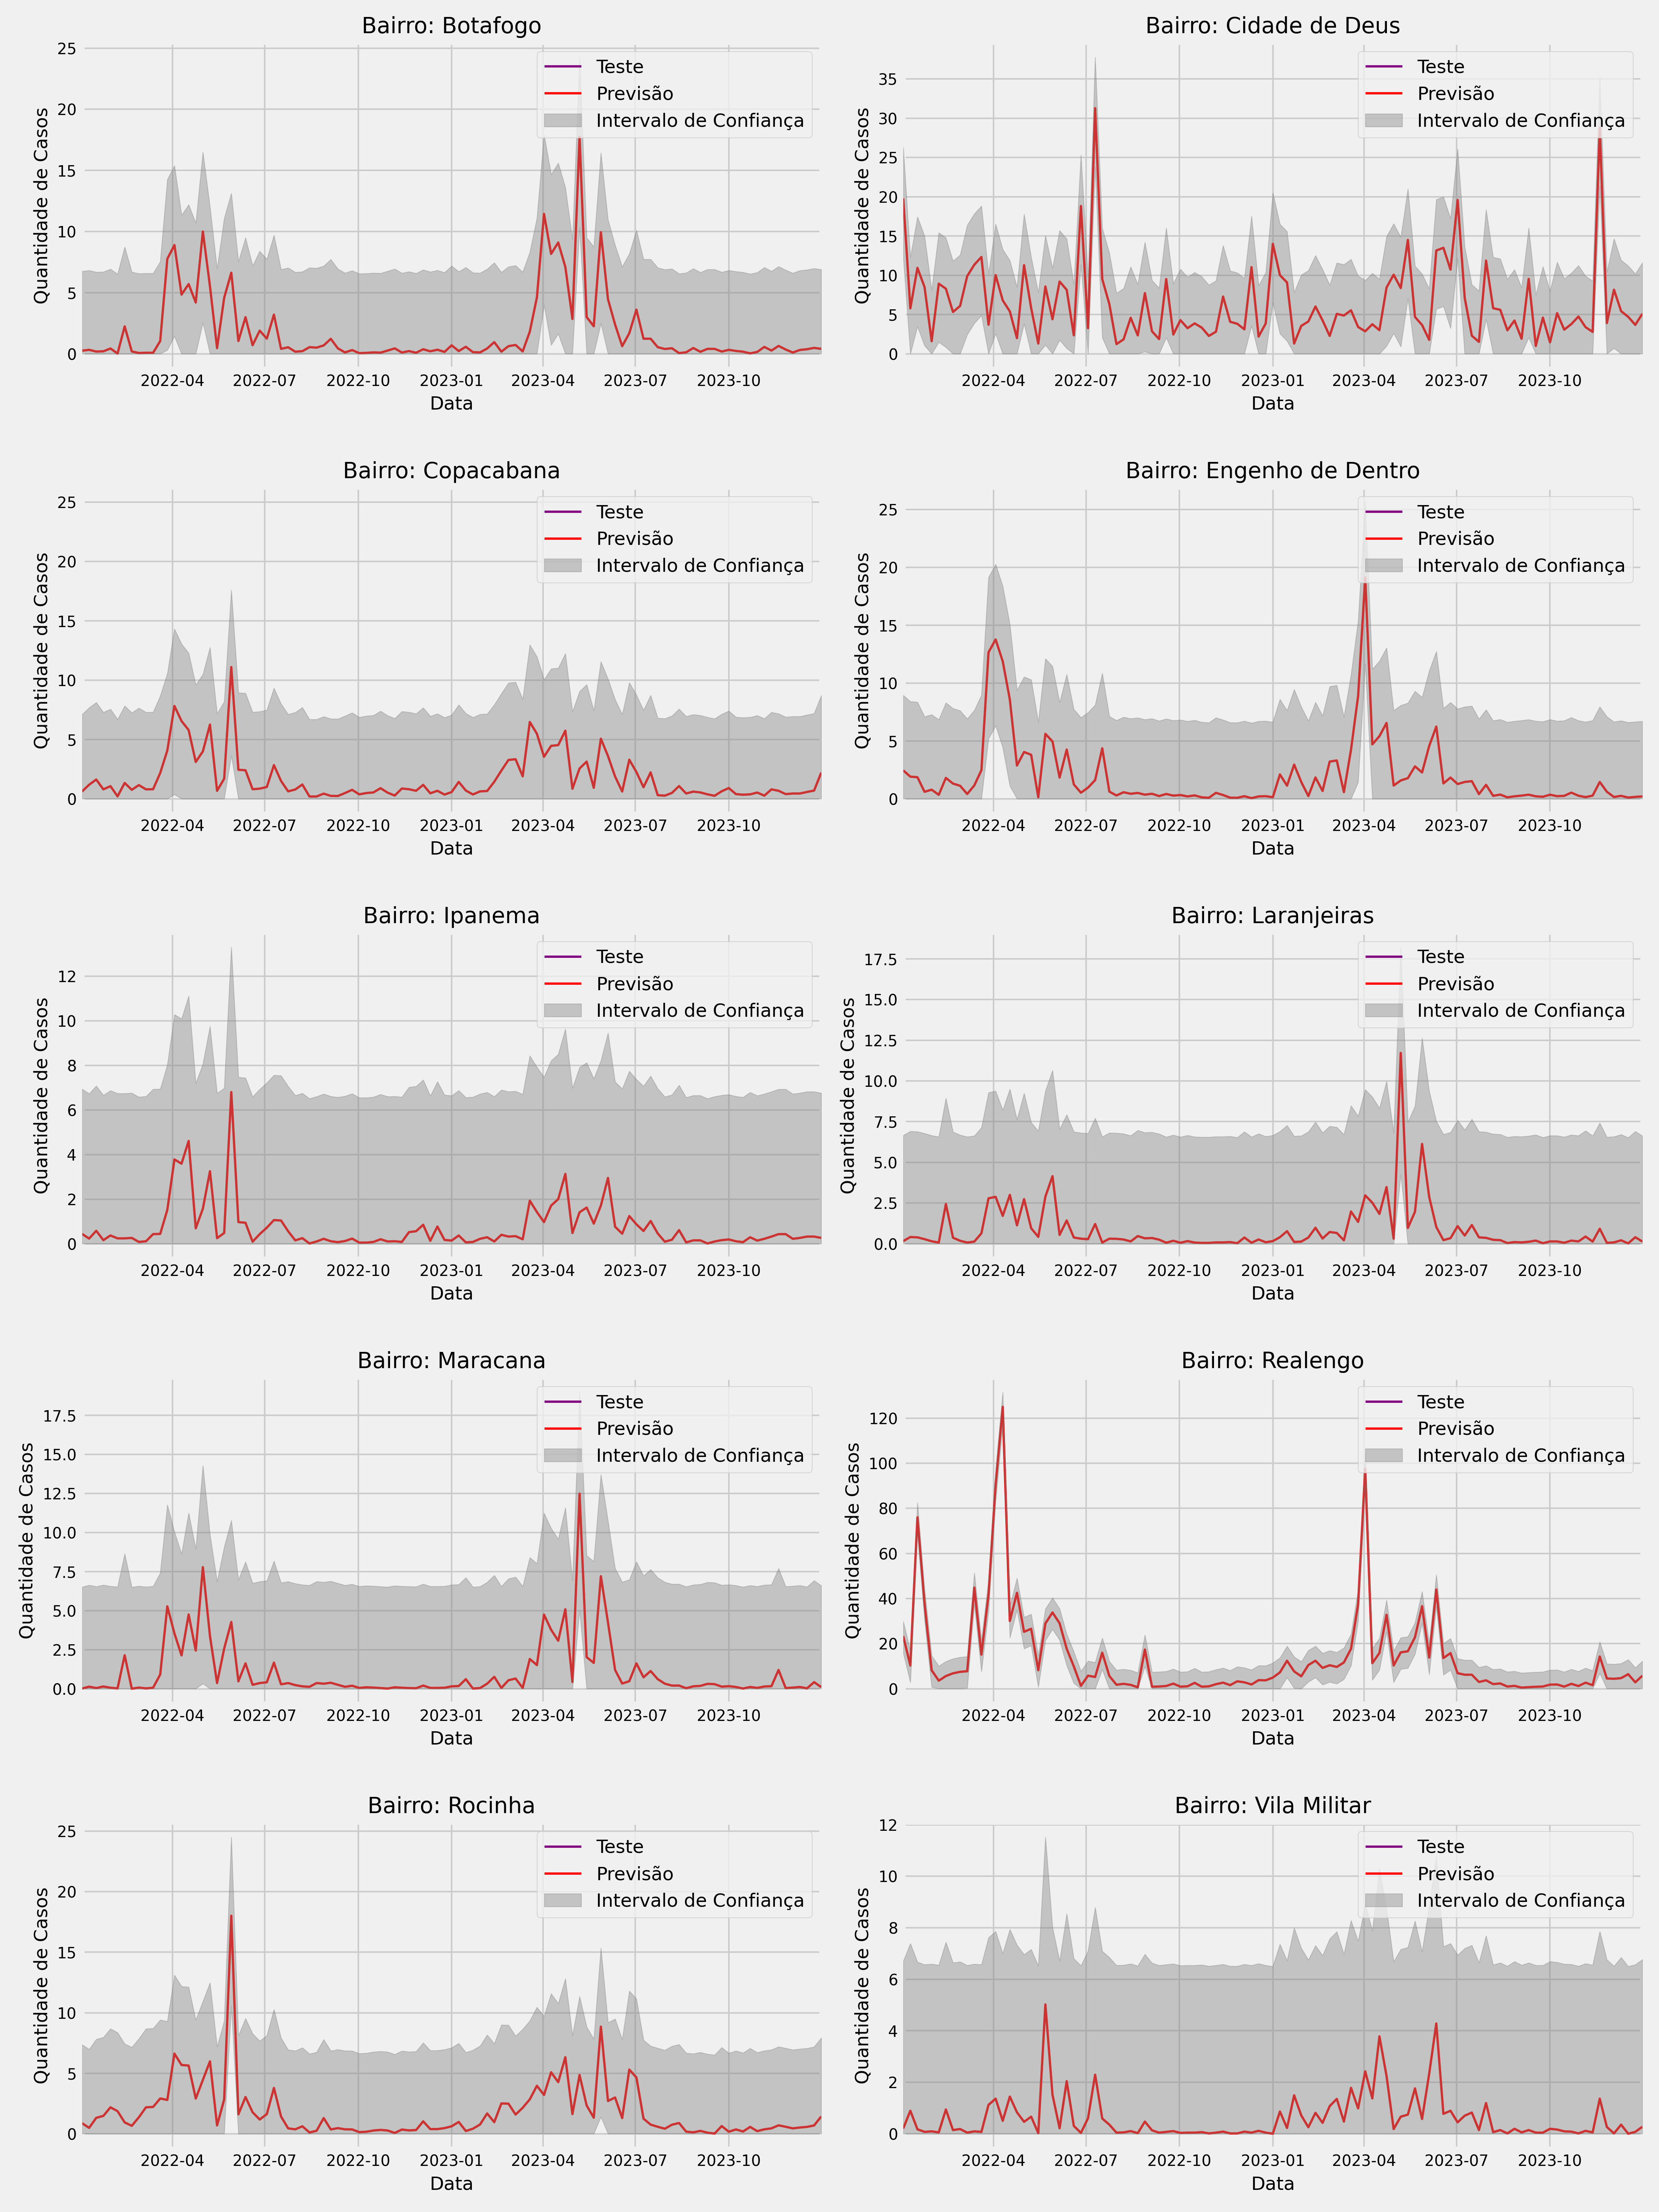 Bairro: Botafogo
Quantidade de Casos
25
20
15
10
5
0
Teste
Previsão
Intervalo de Confiança
2022-04 2022-07 2022-10 2023-01 2023-04 2023-07 2023-10
Data
Bairro: Cidade de Deus
Quantidade de Casos
35
30
25
20
15
10
5
0
Teste
Previsão
Intervalo de Confiança
2022-04 2022-07 2022-10 2023-01 2023-04 2023-07 2023-10
Data
Bairro: Copacabana
Quantidade de Casos
25
20
15
10
5
0
Teste
Previsão
Intervalo de Confiança
2022-04 2022-07 2022-10 2023-01 2023-04 2023-07 2023-10
Data
Bairro: Engenho de Dentro
Quantidade de Casos
25
20
15
10
5
0
Teste
Previsão
Intervalo de Confiança
2022-04 2022-07 2022-10 2023-01 2023-04 2023-07 2023-10
Data
Bairro: Ipanema
Quantidade de Casos
12
10
8
6
4
2
0
Teste
Previsão
Intervalo de Confiança
2022-04 2022-07 2022-10 2023-01 2023-04 2023-07 2023-10
Data
Bairro: Laranjeiras
Quantidade de Casos
17.5
15.0
12.5
10.0
7.5
5.0
2.5
0.0
Teste
Previsão
Intervalo de Confiança
2022-04 2022-07 2022-10 2023-01 2023-04 2023-07 2023-10
Data
Bairro: Maracana
Quantidade de Casos
17.5
15.0
12.5
10.0
7.5
5.0
2.5
0.0
Teste
Previsão
Intervalo de Confiança
2022-04 2022-07 2022-10 2023-01 2023-04 2023-07 2023-10
Data
Bairro: Realengo
Quantidade de Casos
120
100
80
60
40
20
0
Teste
Previsão
Intervalo de Confiança
2022-04 2022-07 2022-10 2023-01 2023-04 2023-07 2023-10
Data
Bairro: Rocinha
Quantidade de Casos
25
20
15
10
5
0
Teste
Previsão
Intervalo de Confiança
2022-04 2022-07 2022-10 2023-01 2023-04 2023-07 2023-10
Data
Bairro: Vila Militar
Quantidade de Casos
12
10
8
6
4
2
0
Teste
Previsão
Intervalo de Confiança
2022-04 2022-07 2022-10 2023-01 2023-04 2023-07 2023-10
Data